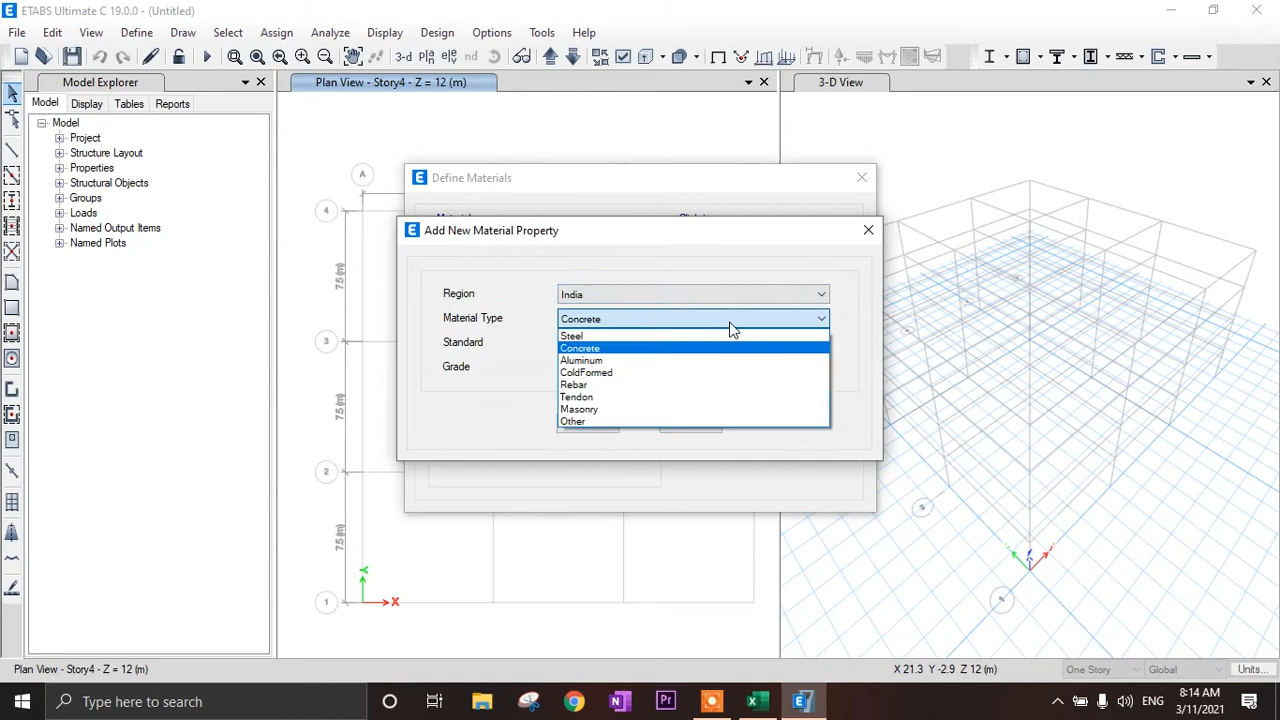 ETABS Ultimate C 19.0.0 - (Untitled)
File Edit View Define Draw Select Assign Analyze Display Design Options Tools Help
3-d
Model Explorer
Plan View - Story4 - Z = 12 (m)
3-D View
Model Display Tables Reports
Model
Project
Structure Layout
Properties
Structural Objects
Groups
Loads
Named Output Items
Named Plots
A
4
3
2
1
7.5 (m)
7.5 (m)
7.5 (m)
Y
X
Define Materials
Add New Material Property
Region India
Material Type Concrete
Standard
Grade
Steel
Concrete
Aluminum
ColdFormed
Rebar
Tendon
Masonry
Other
Plan View - Story4 - Z = 12 (m)
X 21.3 Y -2.9 Z 12 (m)
One Story
Global
Units...
Type here to search
ENG
8:14 AM
3/11/2021